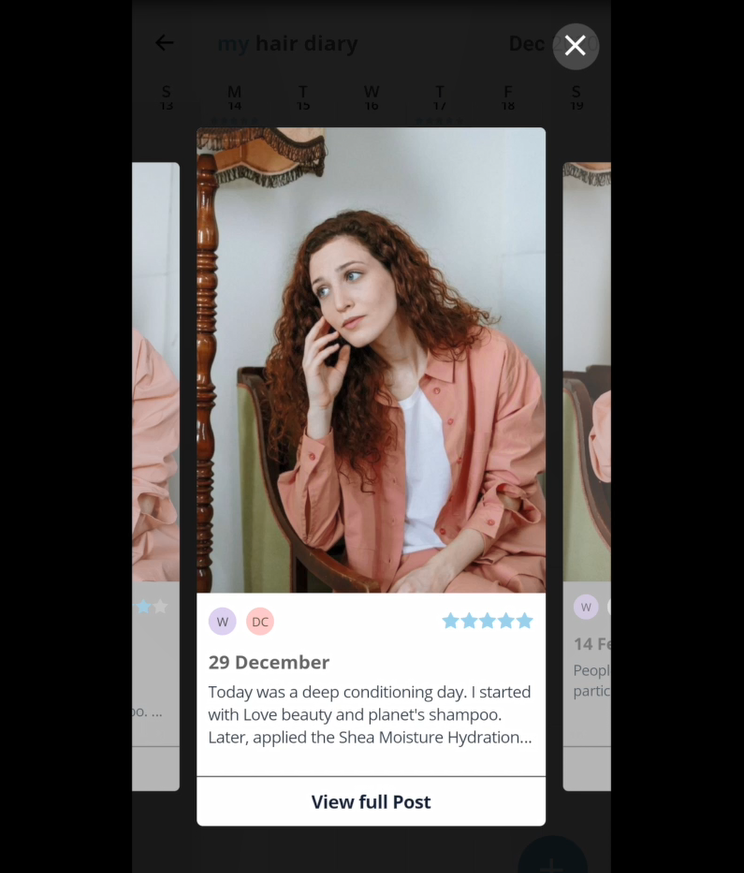 my hair diary
Dec
S M T W T F S
13 14 15 16 17 18 19
W DC
29 December
Today was a deep conditioning day. I started
with Love beauty and planet's shampoo.
Later, applied the Shea Moisture Hydration...
View full Post
oo. ...
W
14 Fe
Peopl
partic